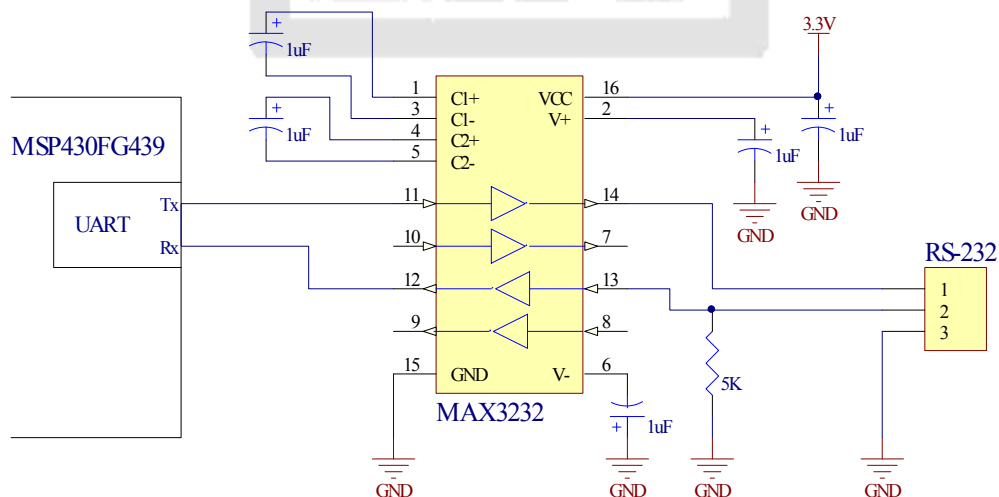 3.3V
+
1uF
1
C1+
VCC
16
3
C1-
V+
2
+
1uF
4
C2+
+
1uF
+
1uF
5
C2-
MSP430FG439
GND
GND
UART
Tx
Rx
11
14
10
7
12
13
9
8
RS-232
1
2
3
15
GND
V-
6
5K
MAX3232
+
1uF
GND
GND
GND
GND